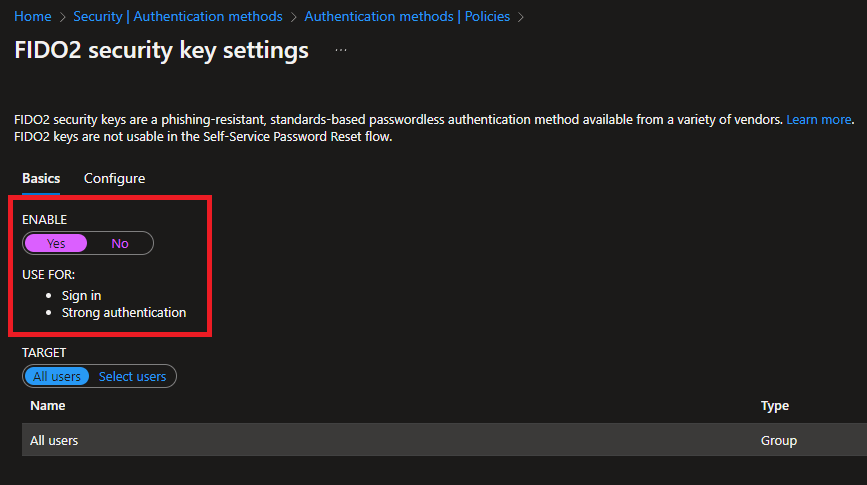 Home > Security | Authentication methods > Authentication methods | Policies >
FIDO2 security key settings ...
FIDO2 security keys are a phishing-resistant, standards-based passwordless authentication method available from a variety of vendors. Learn more.
FIDO2 keys are not usable in the Self-Service Password Reset flow.
Basics Configure
ENABLE
Yes No
USE FOR:
• Sign in
• Strong authentication
TARGET
All users Select users
Name Type
All users Group